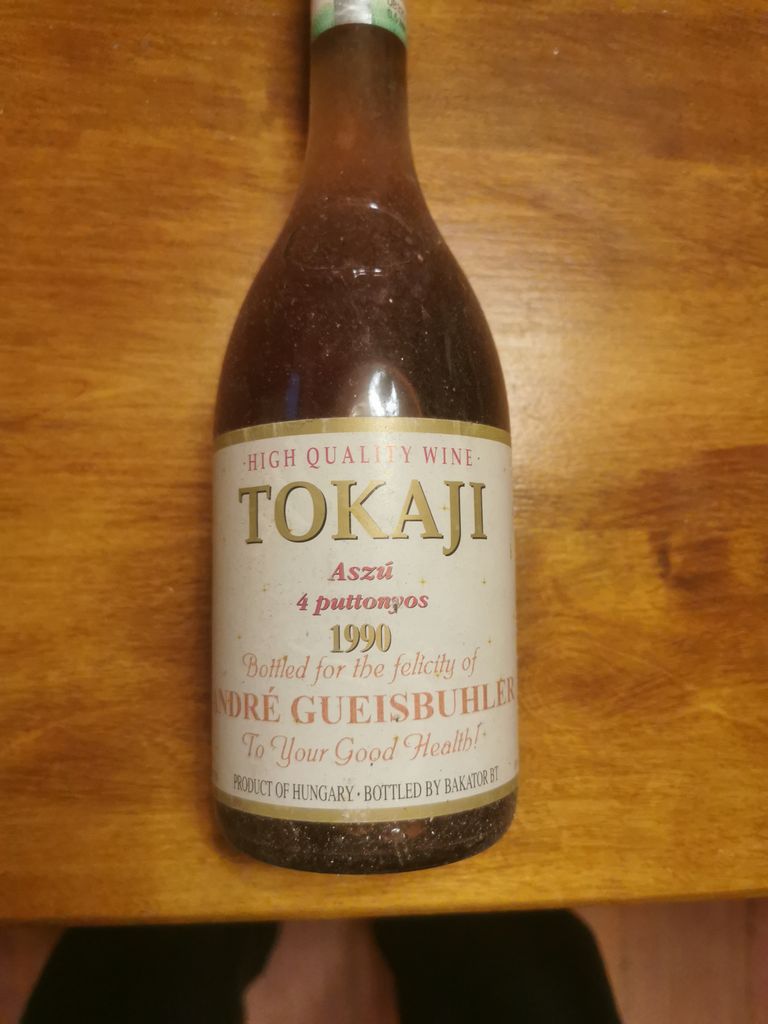 ·HIGH QUALITY WINE·
TOKAJI
Aszú
4 puttonyos
1990
Bottled for the felicity of
ANDRÉ GUEISBUHLER
To Your Good Health!
PRODUCT OF HUNGARY · BOTTLED BY BAKATOR BT